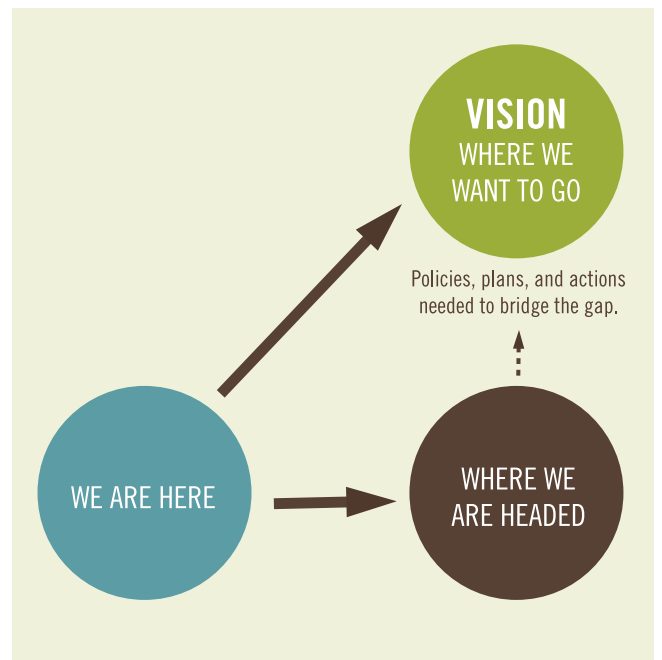 VISION
WHERE WE
WANT TO GO
Policies, plans, and actions
needed to bridge the gap.
WE ARE HERE
WHERE WE
ARE HEADED